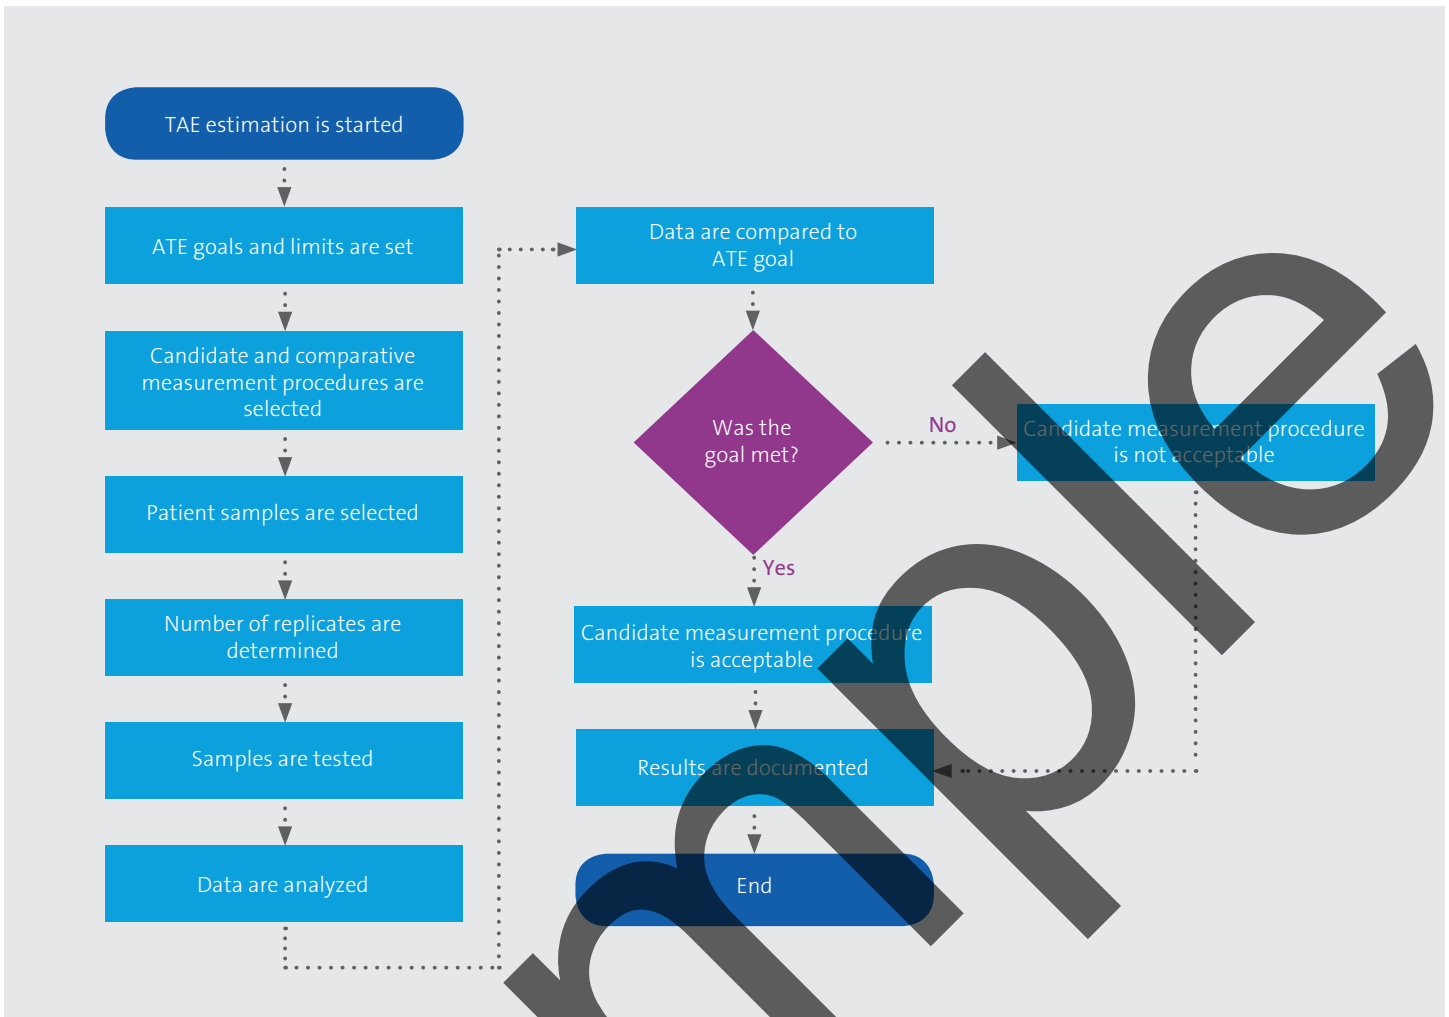 TAE estimation is started
ATE goals and limits are set
Candidate and comparative
measurement procedures are
selected
Patient samples are selected
Number of replicates are
determined
Samples are tested
Data are analyzed
Data are compared to
ATE goal
Was the
goal met?
No
Candidate measurement procedure
is not acceptable
Yes
Candidate measurement procedure
is acceptable
Results are documented
End
mple